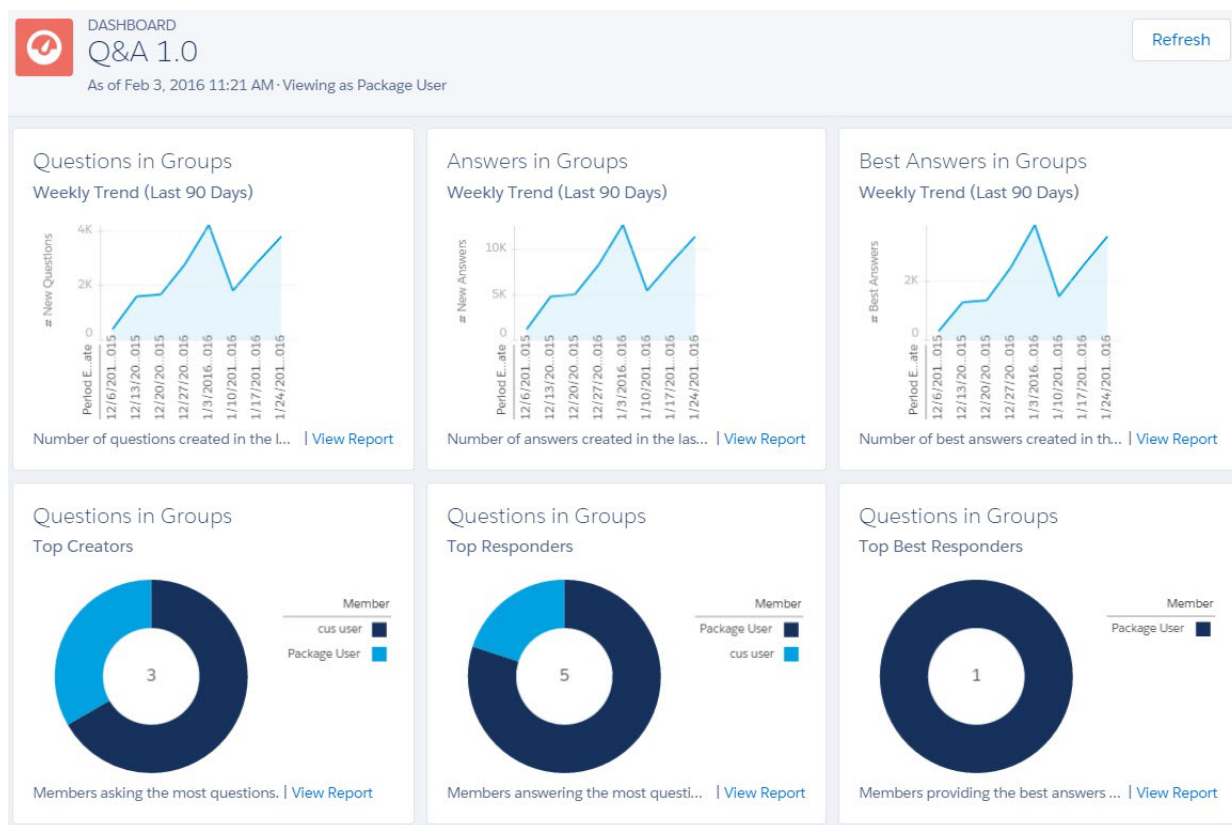 DASHBOARD
Q&A 1.0
As of Feb 3, 2016 11:21 AM · Viewing as Package User
Refresh
Questions in Groups
Weekly Trend (Last 90 Days)
# New Questions
4K
2K
0
Period E...ate
12/6/201...015
12/13/20...015
12/20/20...015
12/27/20...016
1/3/2016...016
1/10/201...016
1/17/201...016
1/24/201...016
Number of questions created in the l... | View Report
Answers in Groups
Weekly Trend (Last 90 Days)
# New Answers
10K
5K
0
Period E...ate
12/6/201...015
12/13/20...015
12/20/20...015
12/27/20...016
1/3/2016...016
1/10/201...016
1/17/201...016
1/24/201...016
Number of answers created in the las... | View Report
Best Answers in Groups
Weekly Trend (Last 90 Days)
# Best Answers
2K
0
Period E...ate
12/6/201...015
12/13/20...015
12/20/20...015
12/27/20...016
1/3/2016...016
1/10/201...016
1/17/201...016
1/24/201...016
Number of best answers created in th... | View Report
Questions in Groups
Top Creators
3
Member
cus user
Package User
Members asking the most questions. | View Report
Questions in Groups
Top Responders
5
Member
Package User
cus user
Members answering the most questi... | View Report
Questions in Groups
Top Best Responders
1
Member
Package User
Members providing the best answers ... | View Report